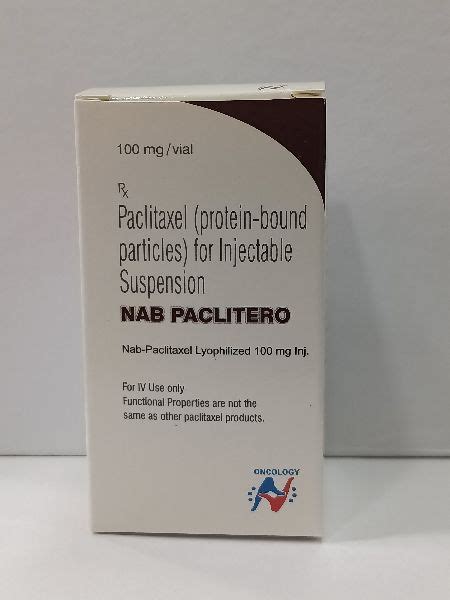 100 mg/vial
Rx
Paclitaxel (protein-bound
particles) for Injectable
Suspension
NAB PACLITERO
Nab-Paclitaxel Lyophilized 100 mg Inj.
For IV Use only
Functional Properties are not the
same as other paclitaxel products.
ONCOLOGY